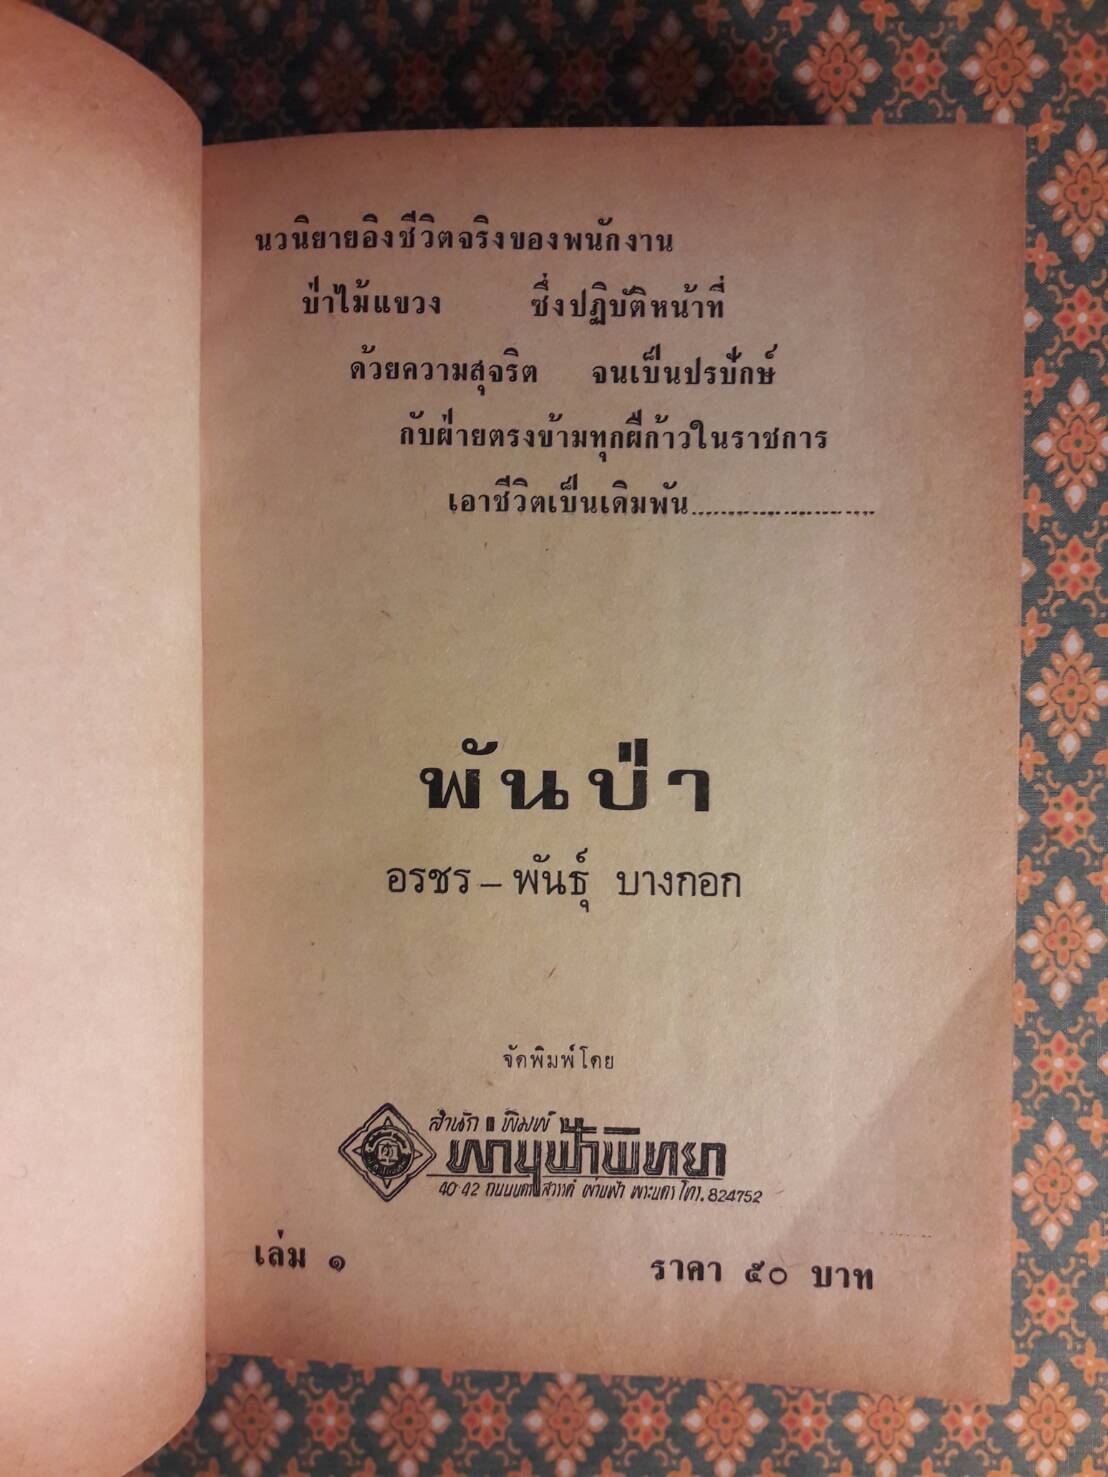 นวนิยายอิงชีวิตจริงของพนักงาน
ป่าไม้แขวง ซึ่งปฏิบัติหน้าที่
ด้วยความสุจริต จนเป็นปรปักษ์
กับฝ่ายตรงข้ามทุกฝีก้าวในราชการ
เอาชีวิตเป็นเดิมพัน......................
พันป่า
อรชร – พันธุ์ บางกอก
จัดพิมพ์โดย
สำนักพิมพ์
ผ่านฟ้าพิทยา
40-42 ถนนนครสวรรค์ ผ่านฟ้า พระนคร โทร. 824752
เล่ม ๑ ราคา ๕๐ บาท